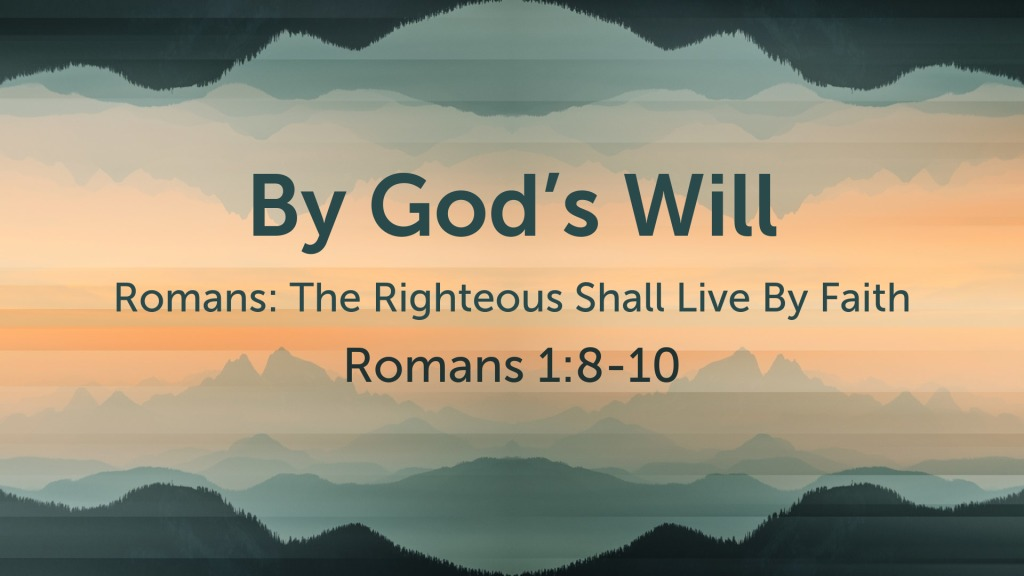 By God’s Will
Romans: The Righteous Shall Live By Faith
Romans 1:8-10